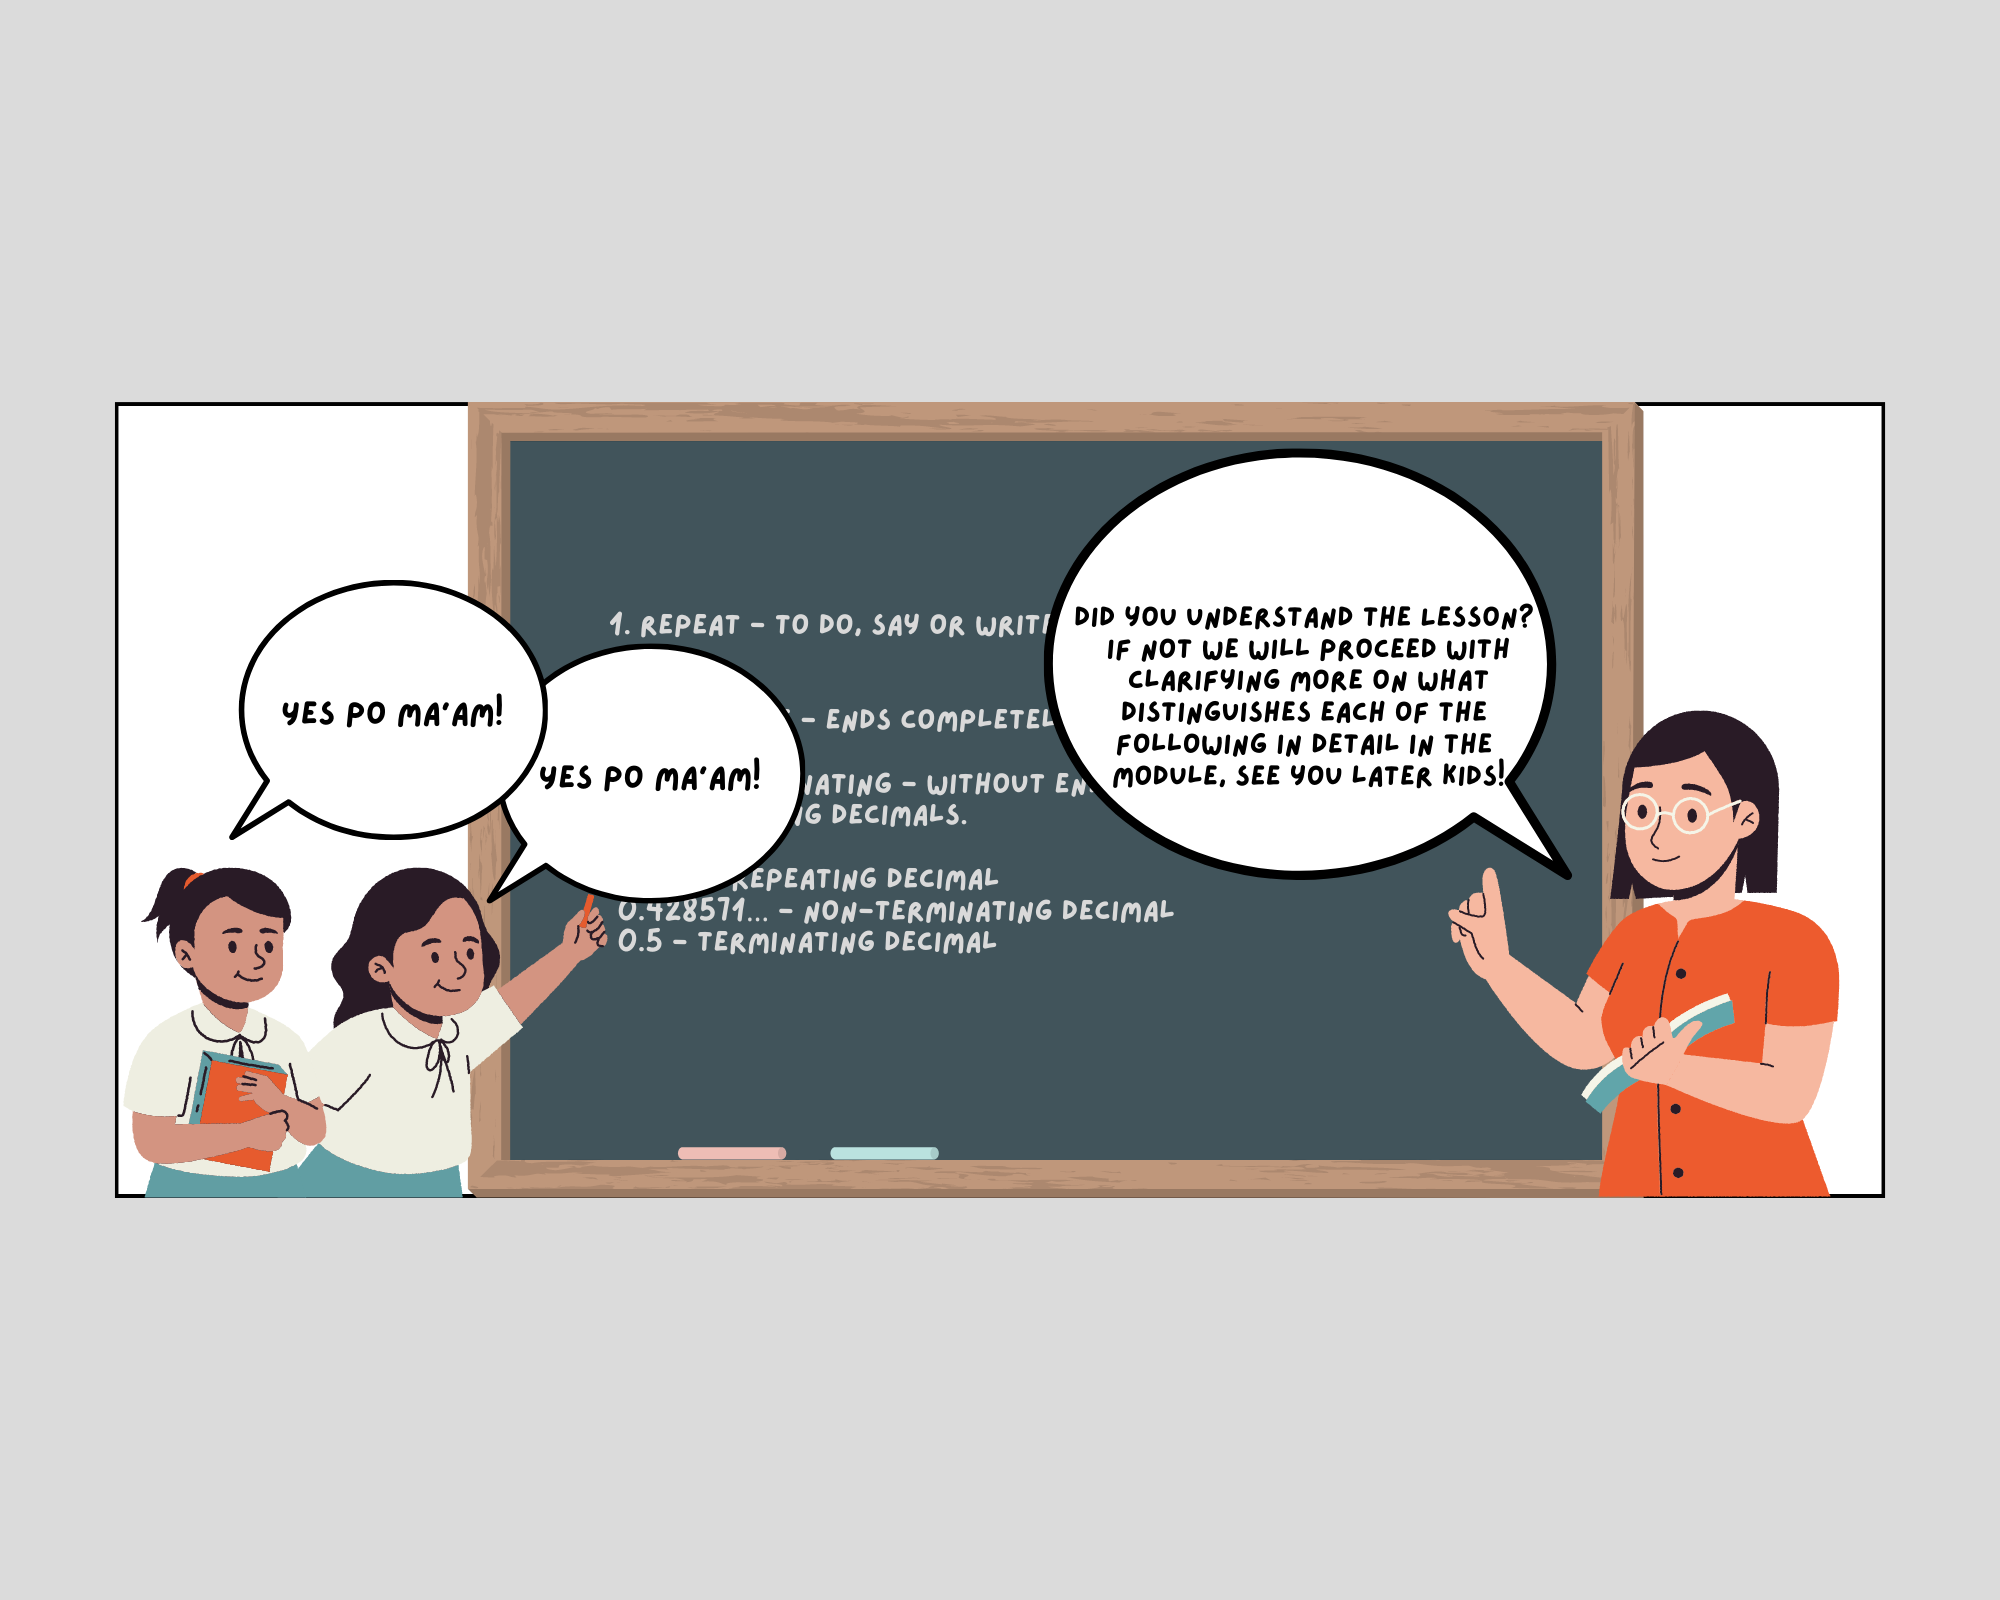 1. REPEAT – TO DO, SAY OR WRITE
– ENDS COMPLETEL
NATING – WITHOUT EN
NG DECIMALS.
REPEATING DECIMAL
0.428571... – NON-TERMINATING DECIMAL
0.5 – TERMINATING DECIMAL
YES PO MA'AM!
YES PO MA'AM!
DID YOU UNDERSTAND THE LESSON?
IF NOT WE WILL PROCEED WITH
CLARIFYING MORE ON WHAT
DISTINGUISHES EACH OF THE
FOLLOWING IN DETAIL IN THE
MODULE, SEE YOU LATER KIDS!